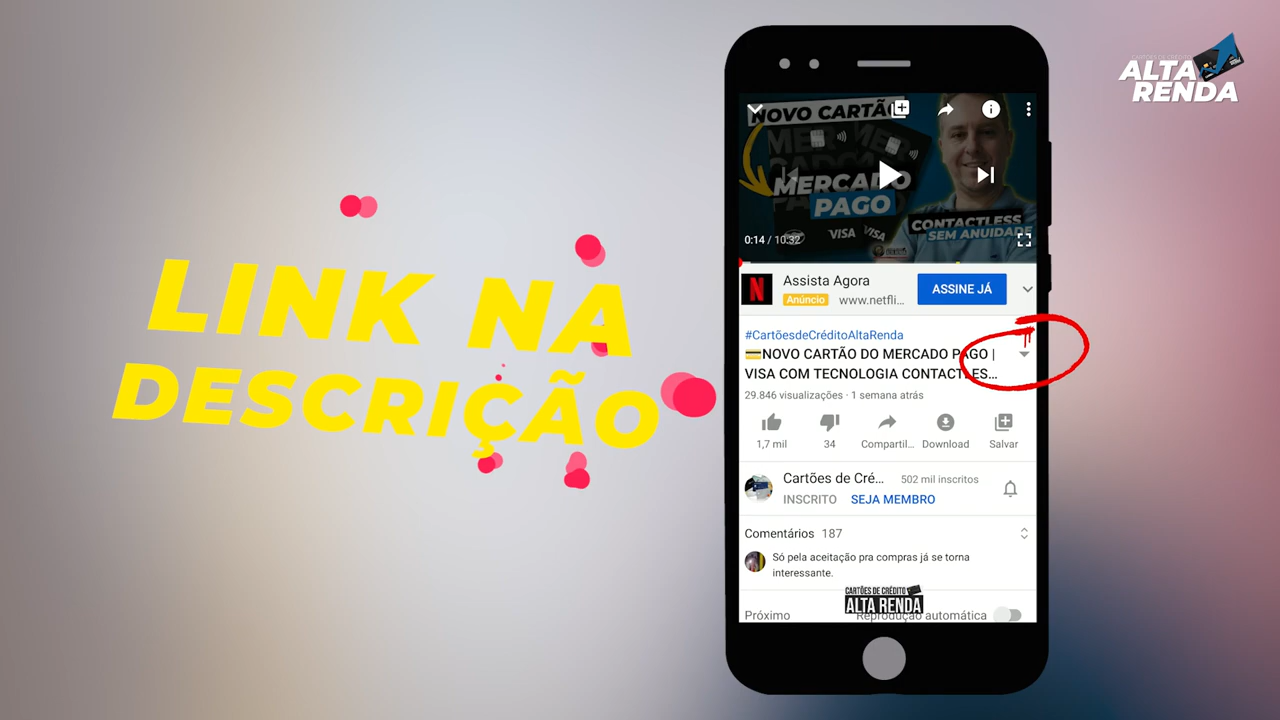 LINK NA
DESCRIÇÃO
ALTA
RENDA
NOVO CARTÃO
MERCADO
PAGO
CONTACTLESS
SEM ANUIDADE
VISA VISA
0:14 / 10:32
N Assista Agora
Anúncio www.netfli...
ASSINE JÁ
#CartõesdeCréditoAltaRenda
NOVO CARTÃO DO MERCADO PAGO |
VISA COM TECNOLOGIA CONTACTLES...
29.846 visualizações · 1 semana atrás
1,7 mil 34 Compartil... Download Salvar
Cartões de Cré... 502 mil inscritos
INSCRITO SEJA MEMBRO
Comentários 187
Só pela aceitação pra compras já se torna
interessante.
CARTÕES DE CRÉDITO
ALTA RENDA
Próximo Reprodução automática